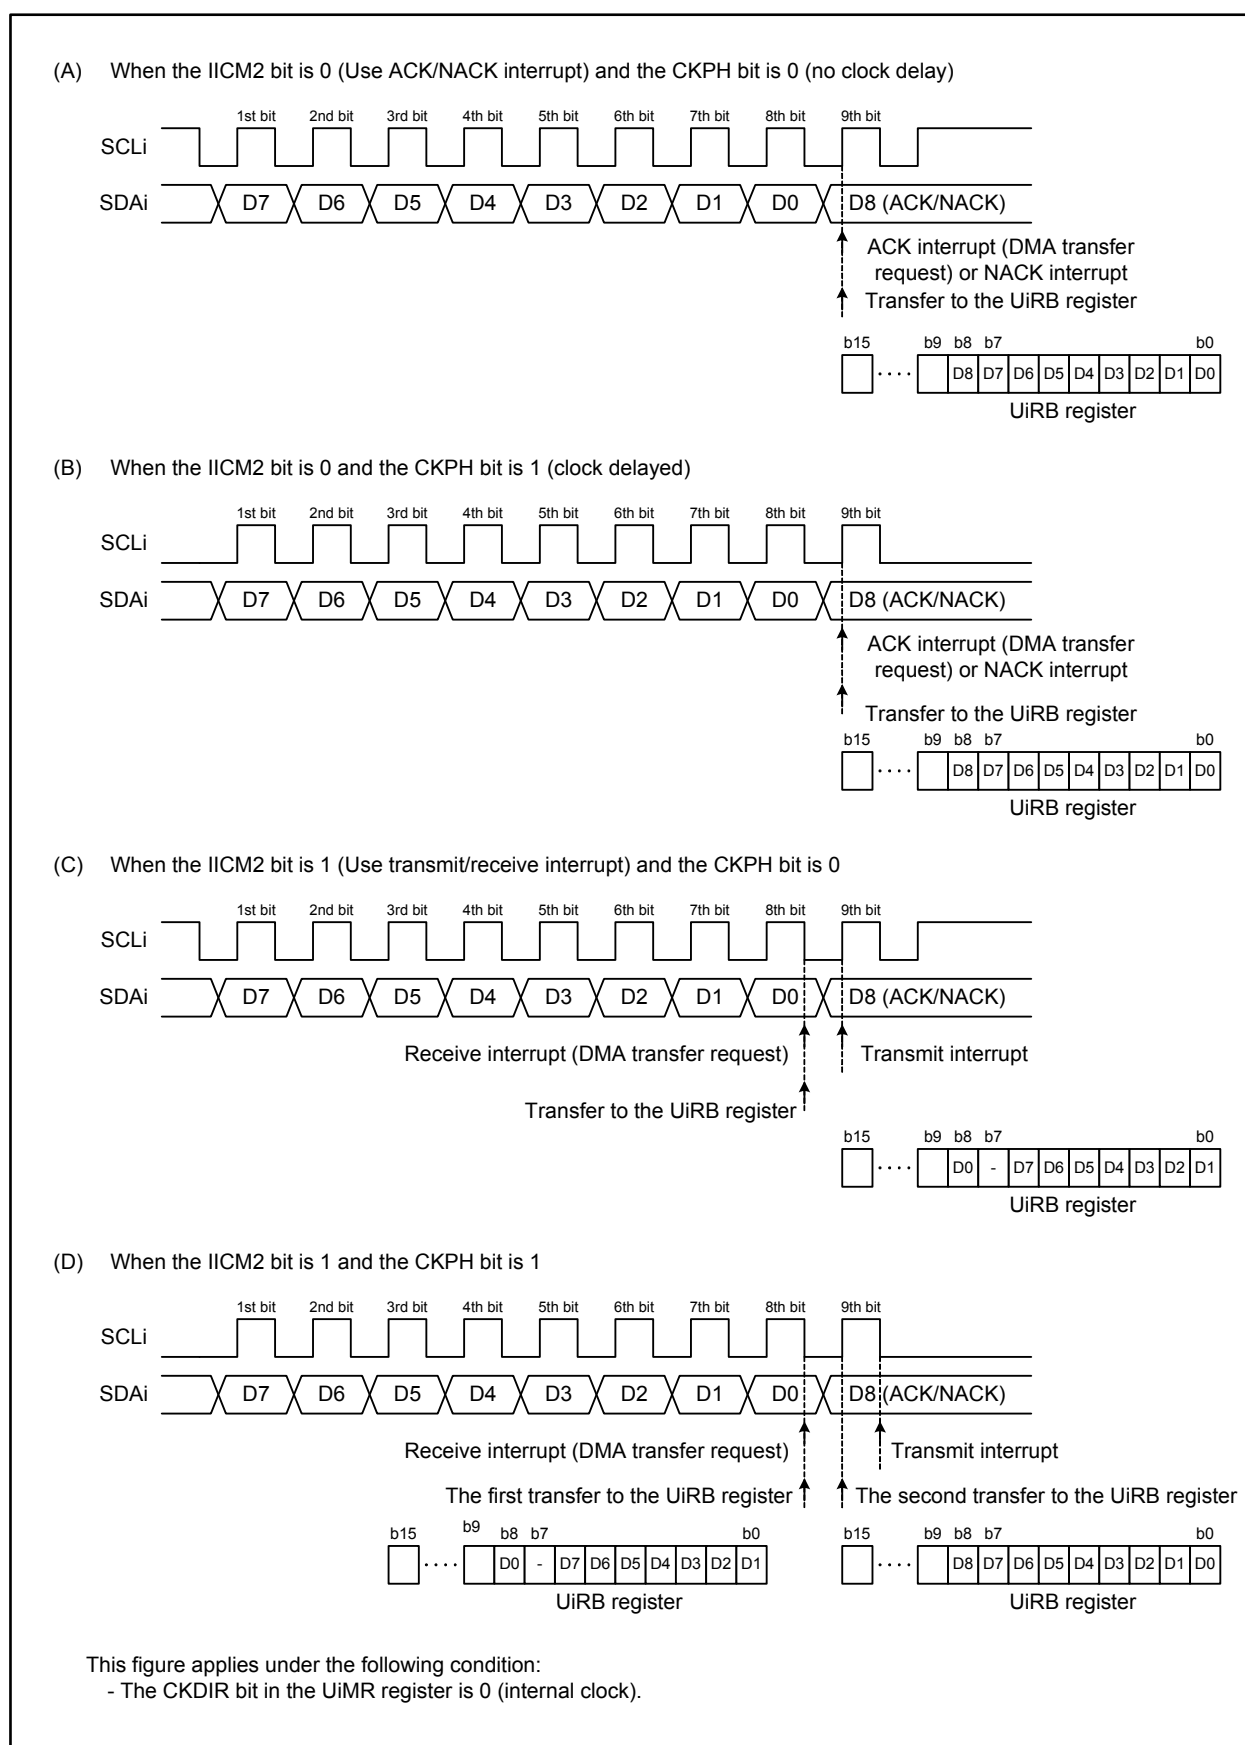 (A) When the IICM2 bit is 0 (Use ACK/NACK interrupt) and the CKPH bit is 0 (no clock delay)
1st bit 2nd bit 3rd bit 4th bit 5th bit 6th bit 7th bit 8th bit 9th bit
SCLi
SDAi D7 D6 D5 D4 D3 D2 D1 D0 D8 (ACK/NACK)
ACK interrupt (DMA transfer
request) or NACK interrupt
Transfer to the UiRB register
b15 b9 b8 b7 b0
···· D8 D7 D6 D5 D4 D3 D2 D1 D0
UiRB register
(B) When the IICM2 bit is 0 and the CKPH bit is 1 (clock delayed)
1st bit 2nd bit 3rd bit 4th bit 5th bit 6th bit 7th bit 8th bit 9th bit
SCLi
SDAi D7 D6 D5 D4 D3 D2 D1 D0 D8 (ACK/NACK)
ACK interrupt (DMA transfer
request) or NACK interrupt
Transfer to the UiRB register
b15 b9 b8 b7 b0
···· D8 D7 D6 D5 D4 D3 D2 D1 D0
UiRB register
(C) When the IICM2 bit is 1 (Use transmit/receive interrupt) and the CKPH bit is 0
1st bit 2nd bit 3rd bit 4th bit 5th bit 6th bit 7th bit 8th bit 9th bit
SCLi
SDAi D7 D6 D5 D4 D3 D2 D1 D0 D8 (ACK/NACK)
Receive interrupt (DMA transfer request) Transmit interrupt
Transfer to the UiRB register
b15 b9 b8 b7 b0
···· D0 - D7 D6 D5 D4 D3 D2 D1
UiRB register
(D) When the IICM2 bit is 1 and the CKPH bit is 1
1st bit 2nd bit 3rd bit 4th bit 5th bit 6th bit 7th bit 8th bit 9th bit
SCLi
SDAi D7 D6 D5 D4 D3 D2 D1 D0 D8 (ACK/NACK)
Receive interrupt (DMA transfer request) Transmit interrupt
The first transfer to the UiRB register The second transfer to the UiRB register
b15 b9 b8 b7 b0 b15 b9 b8 b7 b0
···· D0 - D7 D6 D5 D4 D3 D2 D1 ···· D8 D7 D6 D5 D4 D3 D2 D1 D0
UiRB register UiRB register
This figure applies under the following condition:
- The CKDIR bit in the UiMR register is 0 (internal clock).